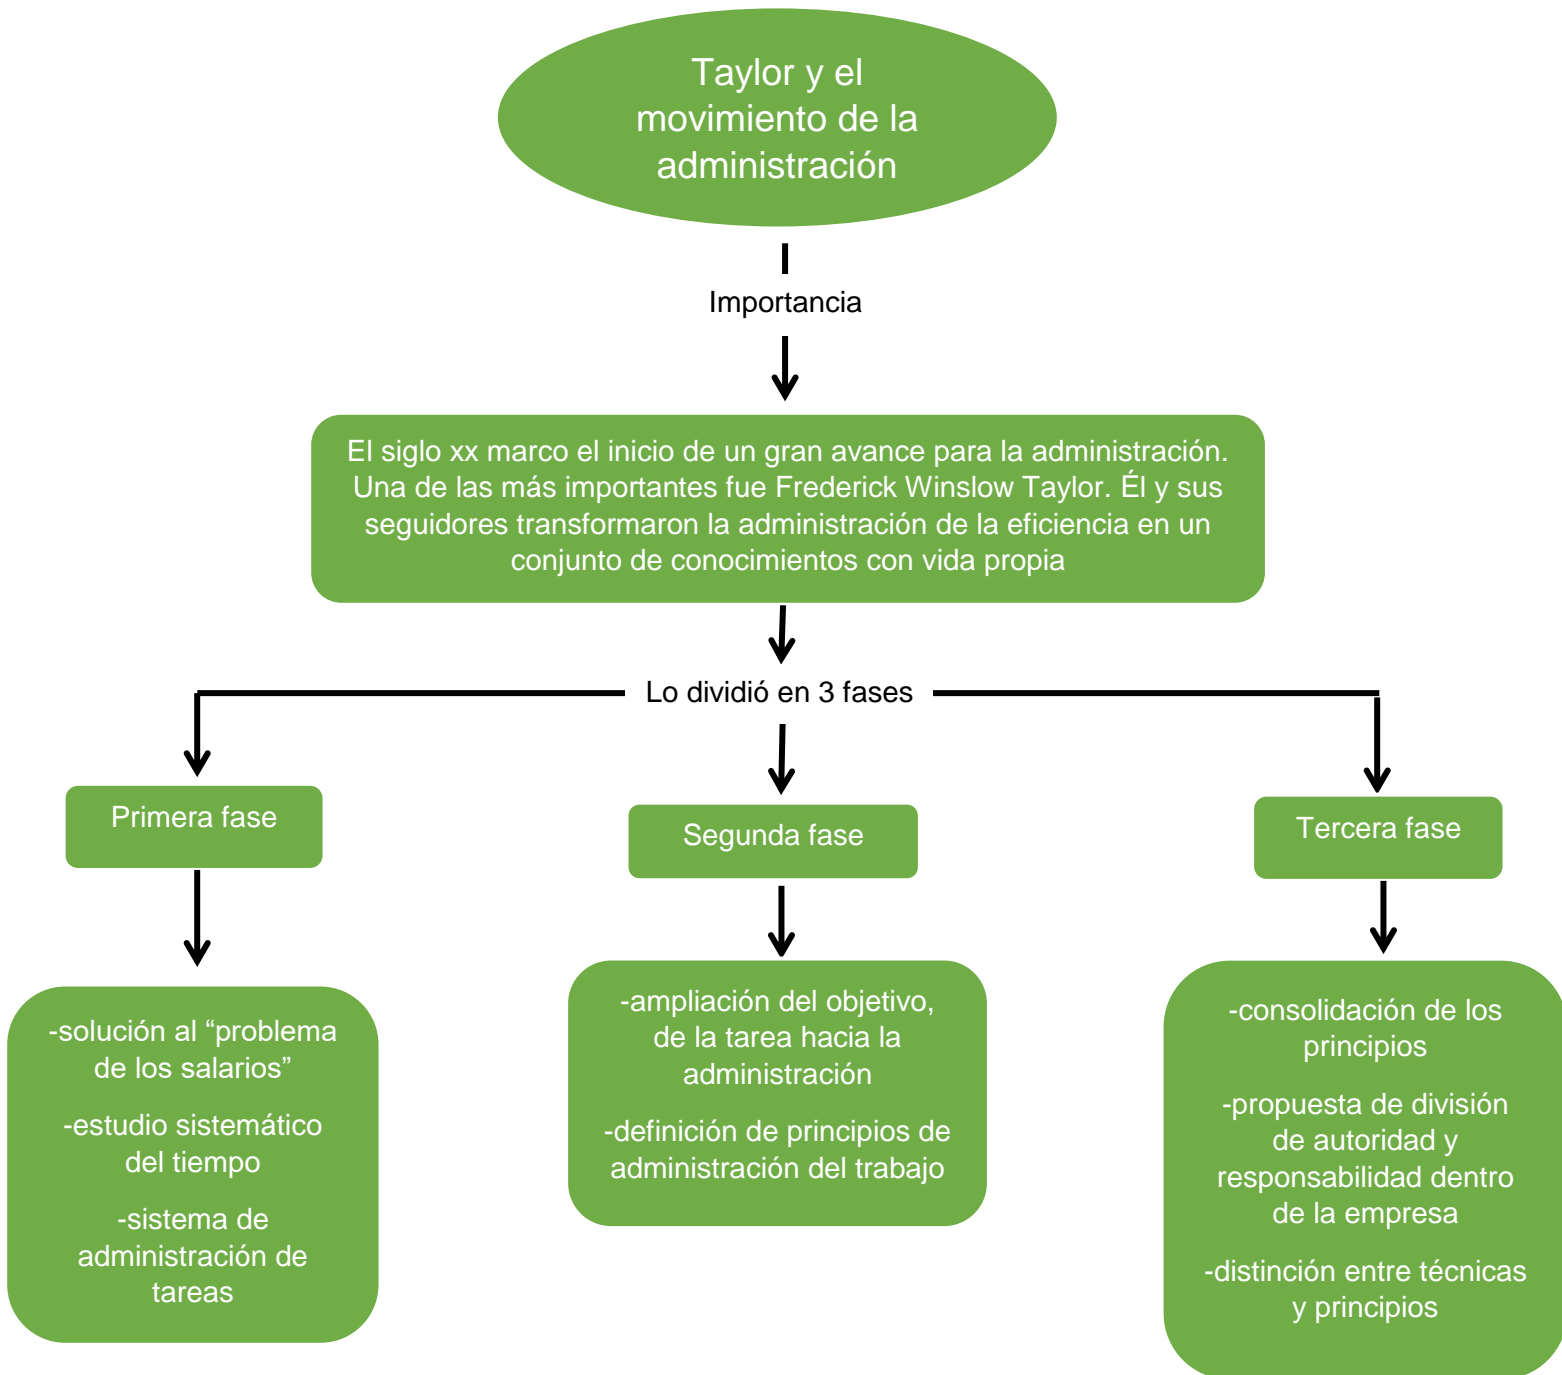 Taylor y el
movimiento de la
administración
Importancia
El siglo xx marco el inicio de un gran avance para la administración.
Una de las más importantes fue Frederick Winslow Taylor. Él y sus
seguidores transformaron la administración de la eficiencia en un
conjunto de conocimientos con vida propia
Lo dividió en 3 fases
Primera fase
Segunda fase
Tercera fase
-solución al “problema
de los salarios”
-estudio sistemático
del tiempo
-sistema de
administración de
tareas
-ampliación del objetivo,
de la tarea hacia la
administración
-definición de principios de
administración del trabajo
-consolidación de los
principios
-propuesta de división
de autoridad y
responsabilidad dentro
de la empresa
-distinción entre técnicas
y principios